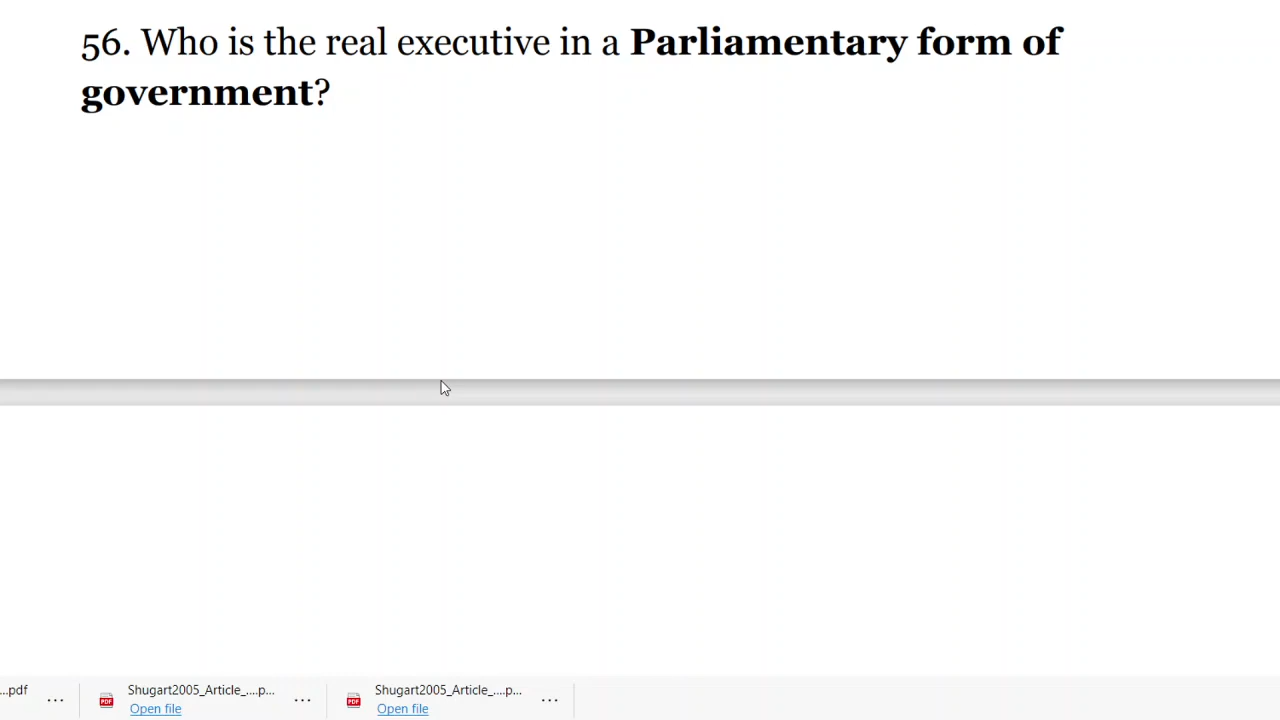 56. Who is the real executive in a Parliamentary form of
government?
...pdf
Shugart2005_Article_....p...
Open file
Shugart2005_Article_....p...
Open file